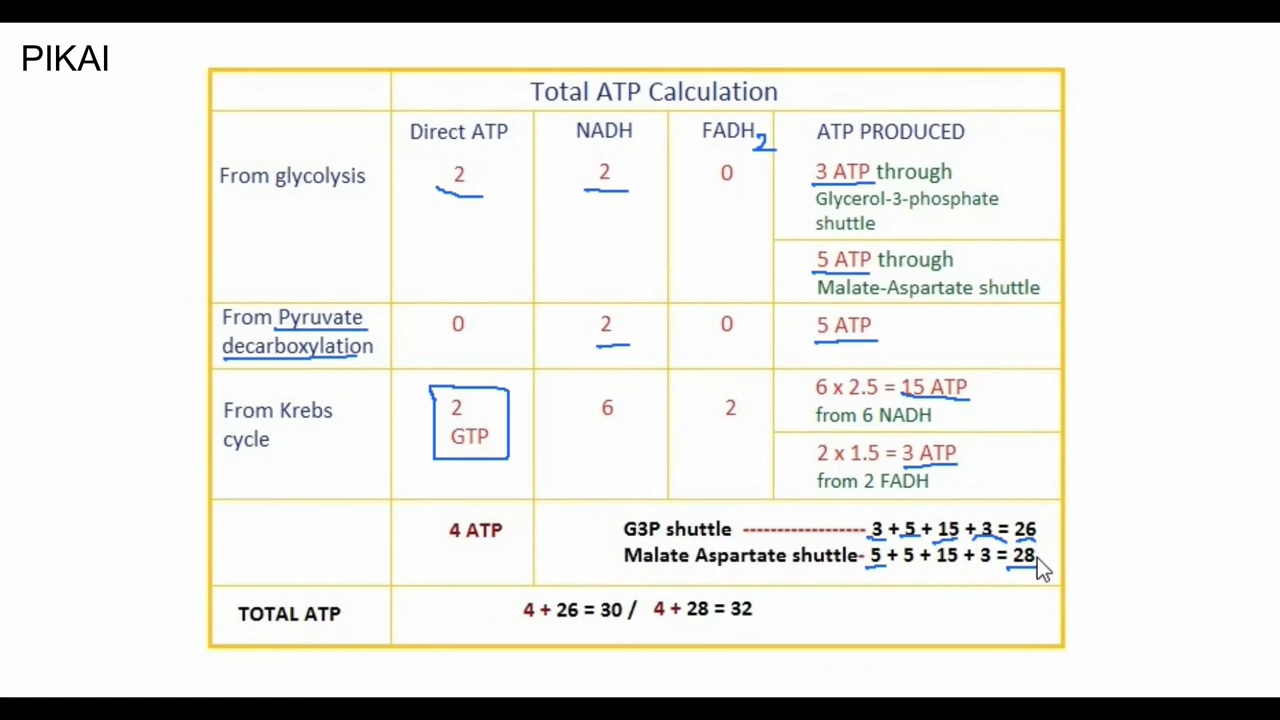 PIKAI
Total ATP Calculation
Direct ATP NADH FADH2 ATP PRODUCED
From glycolysis 2 2 0 3 ATP through
Glycerol-3-phosphate
shuttle
5 ATP through
Malate-Aspartate shuttle
From Pyruvate
decarboxylation 0 2 0 5 ATP
From Krebs
cycle
2
GTP
6 2
6 x 2.5 = 15 ATP
from 6 NADH
2 x 1.5 = 3 ATP
from 2 FADH
4 ATP
G3P shuttle ------------------- 3 + 5 + 15 + 3 = 26
Malate Aspartate shuttle- 5 + 5 + 15 + 3 = 28
TOTAL ATP 4 + 26 = 30 / 4 + 28 = 32